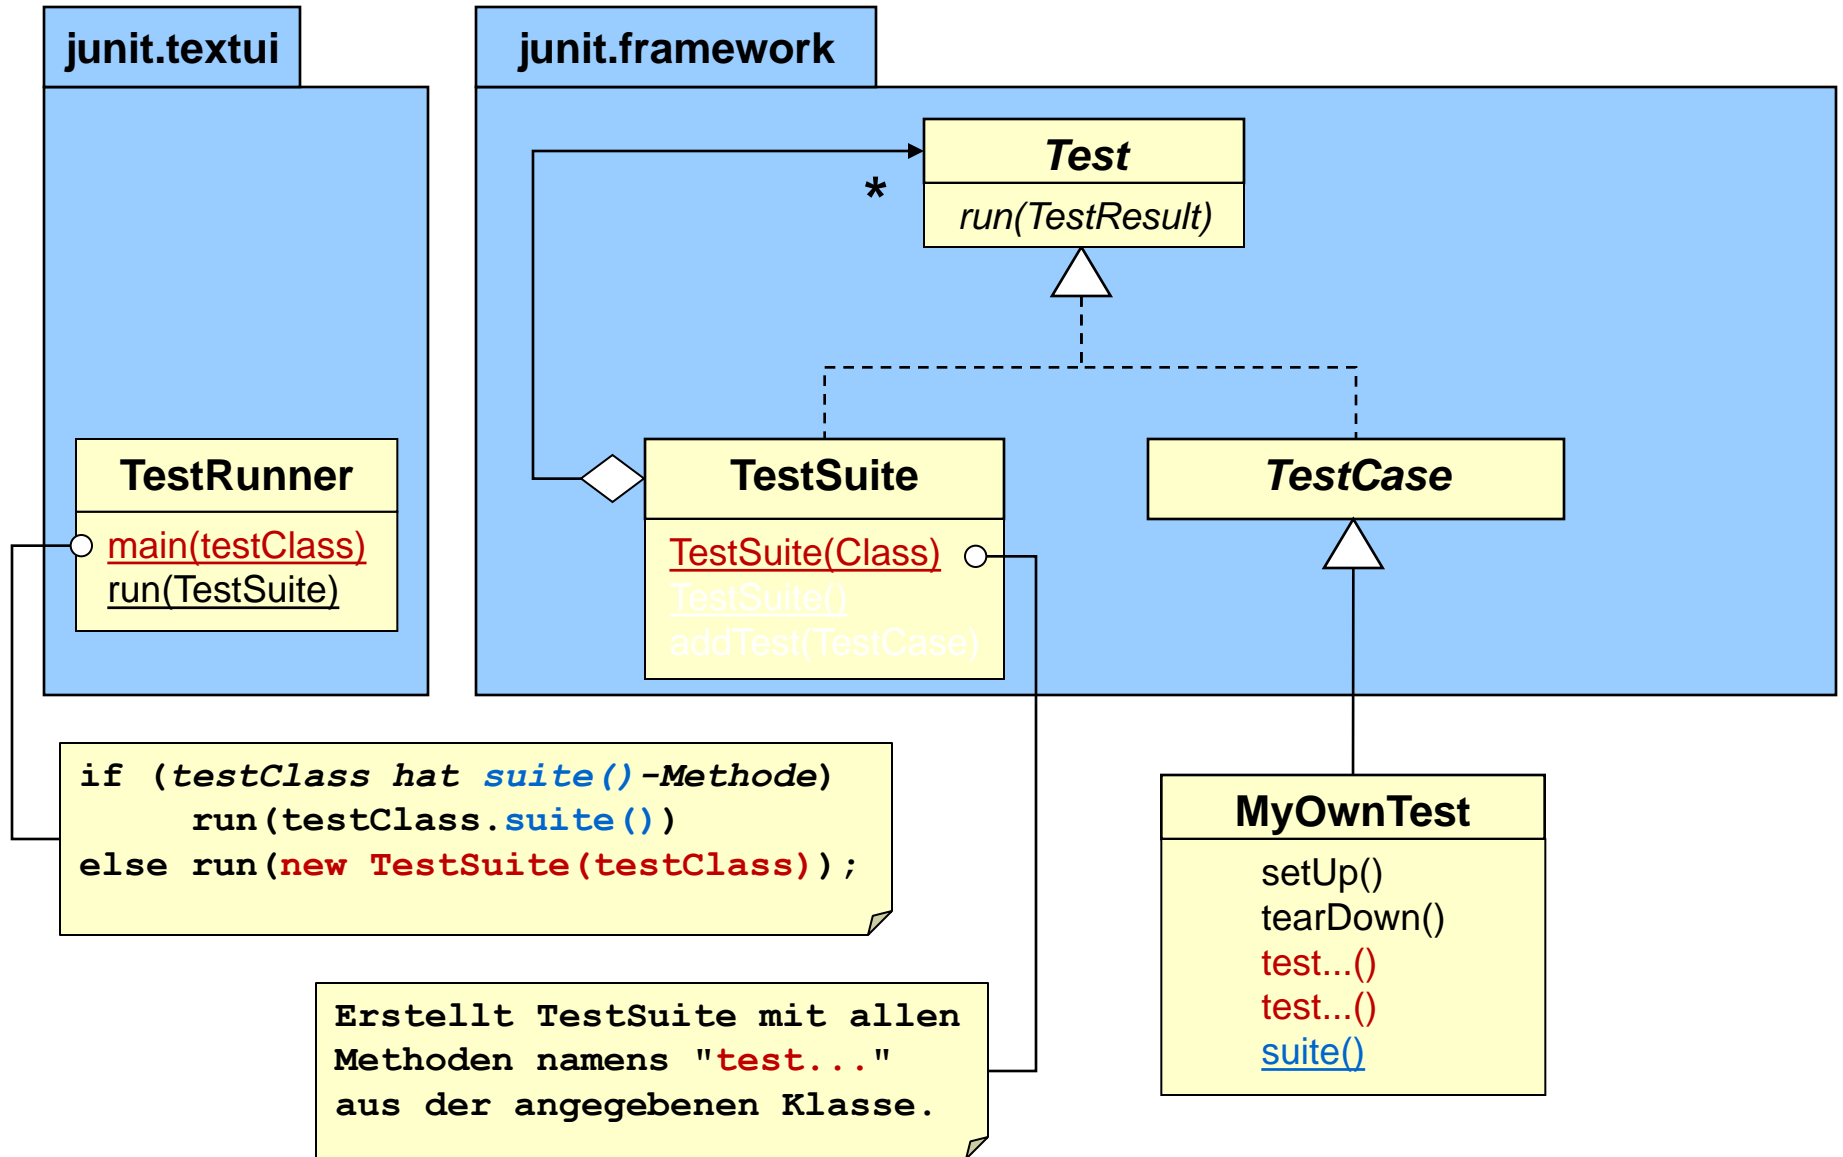 junit.textui
junit.framework
Test
*
run(TestResult)
TestRunner
main(testClass)
run(TestSuite)
TestSuite
TestSuite(Class)
TestSuite()
addTest(TestCase)
TestCase
if (testClass hat suite()-Methode)
run(testClass.suite())
else run(new TestSuite(testClass));
MyOwnTest
setUp()
tearDown()
test...()
test...()
suite()
Erstellt TestSuite mit allen
Methoden namens "test..."
aus der angegebenen Klasse.